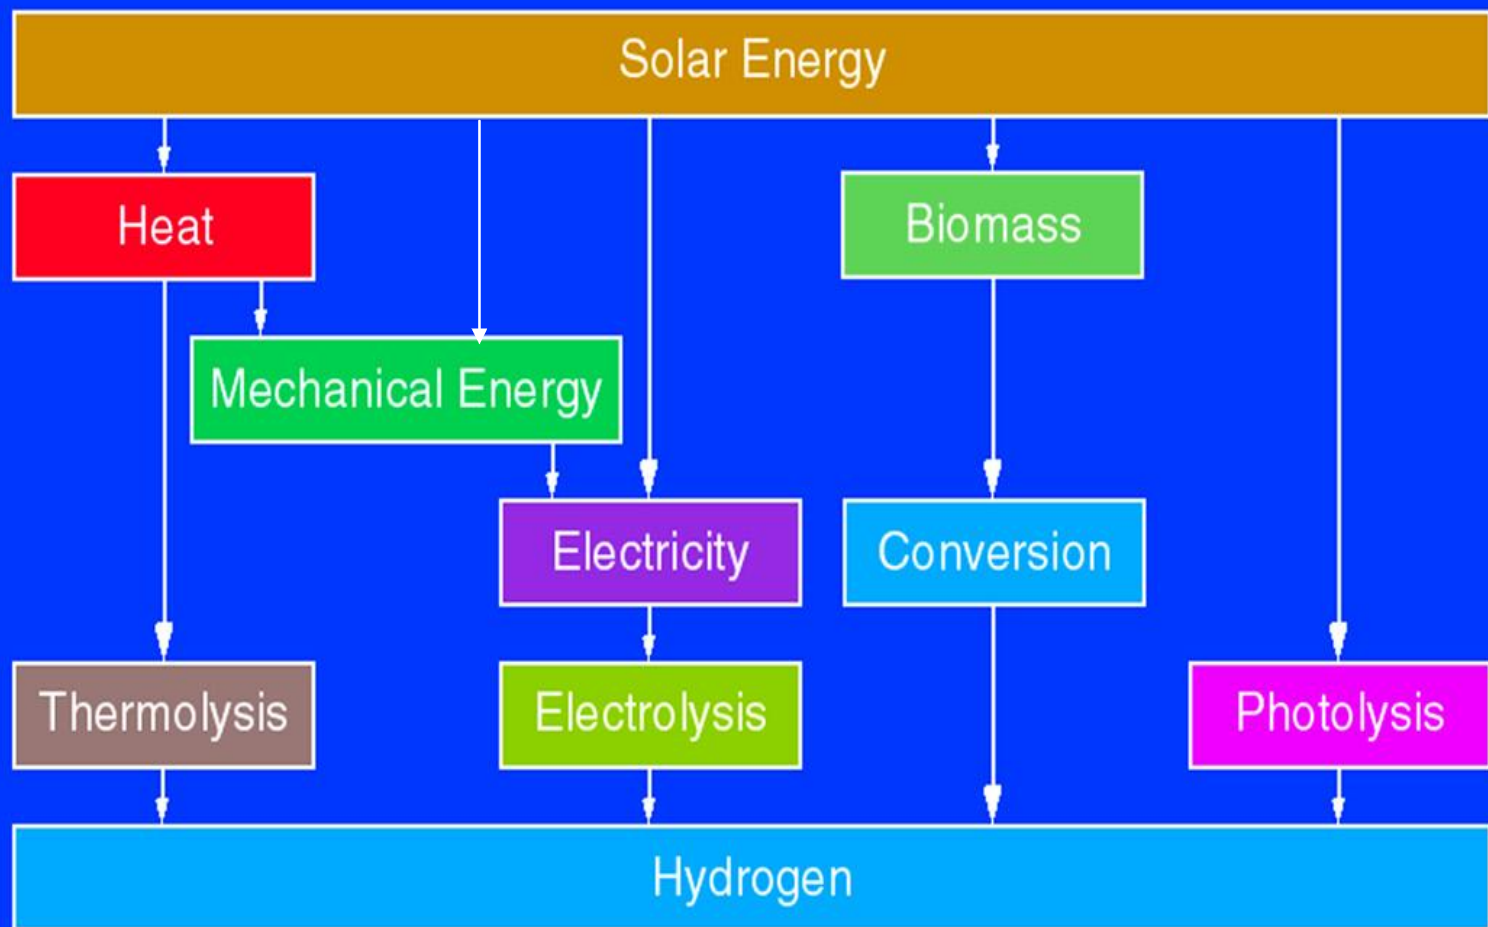 Solar Energy
Heat
Biomass
Mechanical Energy
Electricity
Conversion
Thermolysis
Electrolysis
Photolysis
Hydrogen